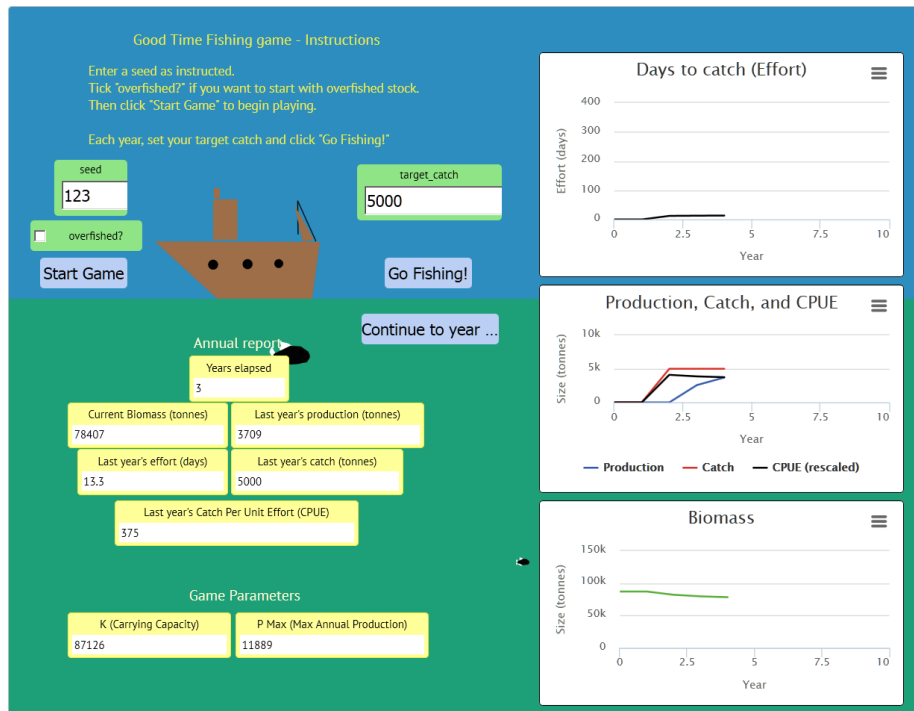 Good Time Fishing game - Instructions
Enter a seed as instructed.
Tick "overfished?" if you want to start with overfished stock.
Then click "Start Game" to begin playing.
Each year, set your target catch and click "Go Fishing!"
seed
123
overfished?
Start Game
target_catch
5000
Go Fishing!
Continue to year ...
Annual report
Years elapsed
3
Current Biomass (tonnes)
78407
Last year's production (tonnes)
3709
Last year's effort (days)
13.3
Last year's catch (tonnes)
5000
Last year's Catch Per Unit Effort (CPUE)
375
Game Parameters
K (Carrying Capacity)
87126
P Max (Max Annual Production)
11889
Days to catch (Effort)
Effort (days)
400
300
200
100
0
0 2.5 5 7.5 10
Year
Production, Catch, and CPUE
Size (tonnes)
10k
5k
0
0 2.5 5 7.5 10
Year
Production Catch CPUE (rescaled)
Biomass
Size (tonnes)
150k
100k
50k
0
0 2.5 5 7.5 10
Year